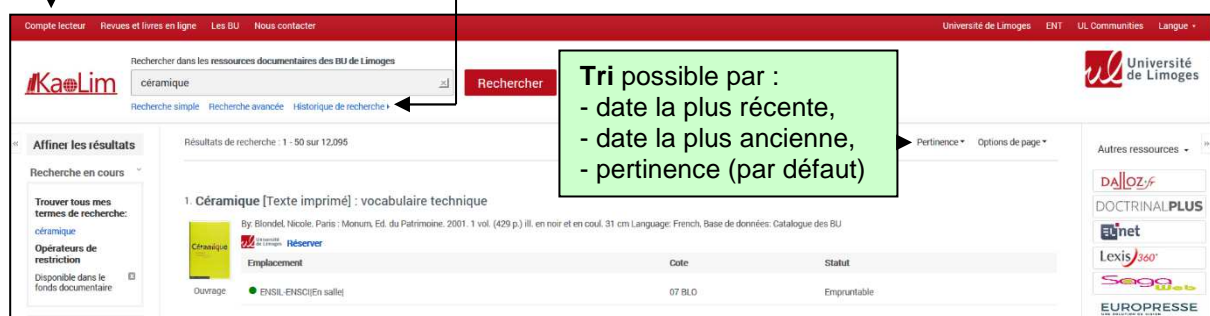 Compte lecteur Revues et livres en ligne Les BU Nous contacter Université de Limoges ENT UL Communities Langue
Rechercher dans les ressources documentaires des BU de Limoges
KaoLim
céramique
Rechercher
Université
de Limoges
Recherche simple Recherche avancée Historique de recherche
Tri possible par :
- date la plus récente,
- date la plus ancienne,
- pertinence (par défaut)
« Affiner les résultats
Résultats de recherche : 1 - 50 sur 12,095
Pertinence Options de page
Autres ressources »
Recherche en cours
Trouver tous mes
termes de recherche:
céramique
Opérateurs de
restriction
Disponible dans le
fonds documentaire
1. Céramique [Texte imprimé] : vocabulaire technique
By: Blondel, Nicole. Paris : Monum, Ed. du Patrimoine. 2001. 1 vol. (429 p.) ill. en noir et en coul. 31 cm Language: French, Base de données: Catalogue des BU
Céramique
Université de Limoges Réserver
Emplacement Cote Statut
Ouvrage ENSIL-ENSCI|En salle| 07 BLO Empruntable
DALLOZ.fr
DOCTRINALPLUS
ELnet
Lexis 360°
Saga Web
EUROPRESSE